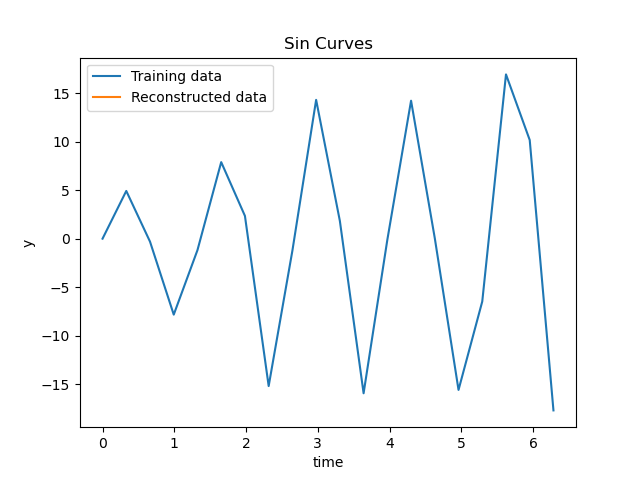 Sin Curves
Training data
Reconstructed data
15
10
5
0
−5
−10
−15
y
0 1 2 3 4 5 6
time